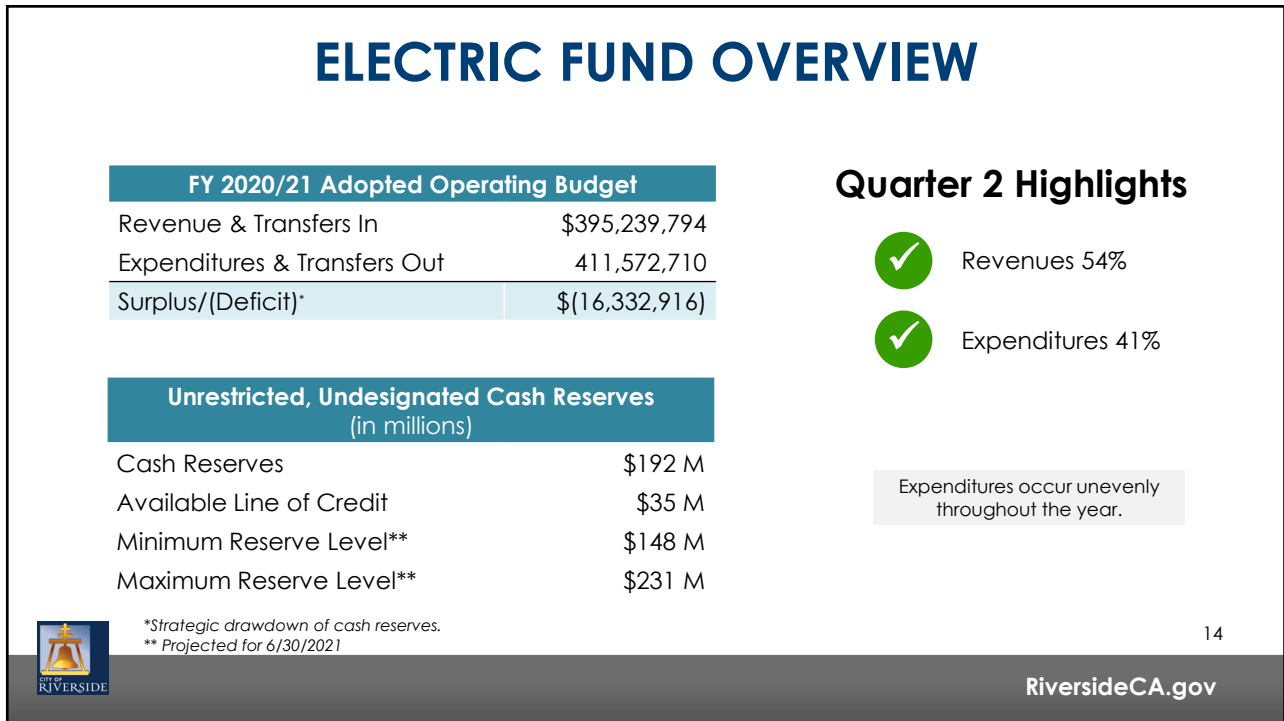 ELECTRIC FUND OVERVIEW
FY 2020/21 Adopted Operating Budget
Revenue & Transfers In $395,239,794
Expenditures & Transfers Out 411,572,710
Surplus/(Deficit)* $(16,332,916)
Unrestricted, Undesignated Cash Reserves
(in millions)
Cash Reserves $192 M
Available Line of Credit $35 M
Minimum Reserve Level** $148 M
Maximum Reserve Level** $231 M
*Strategic drawdown of cash reserves.
** Projected for 6/30/2021
Quarter 2 Highlights
Revenues 54%
Expenditures 41%
Expenditures occur unevenly
throughout the year.
14
CITY OF
RIVERSIDE
RiversideCA.gov